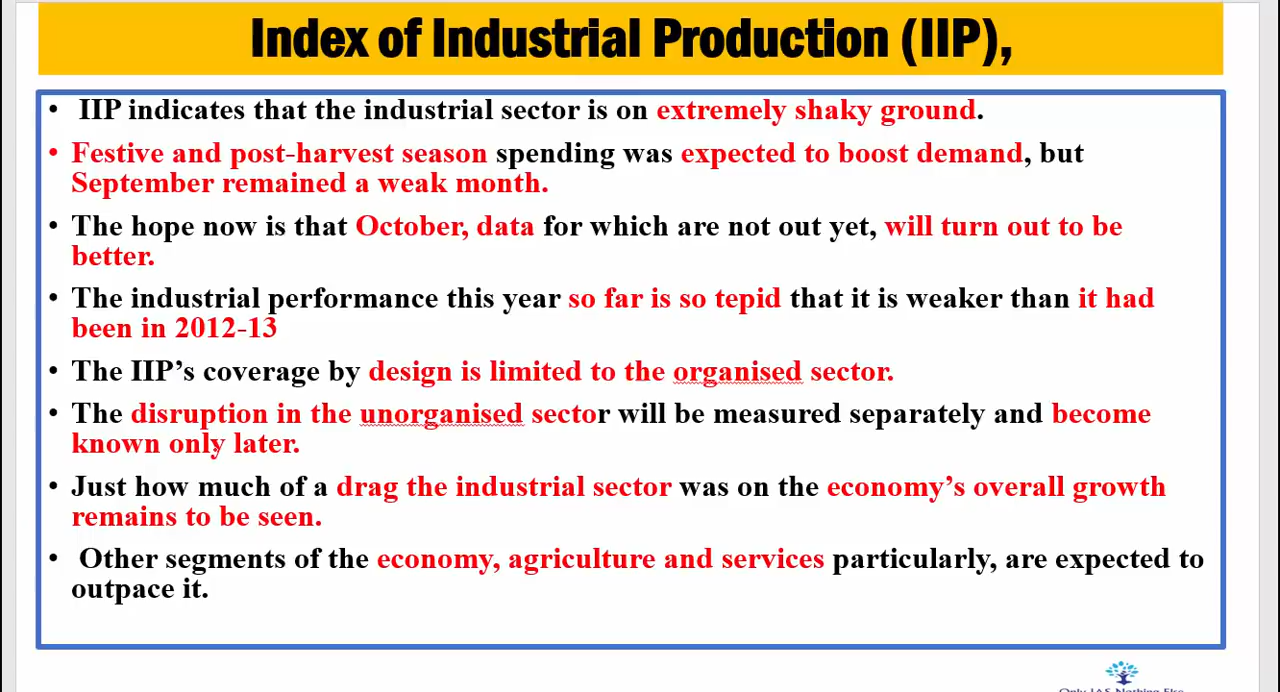 Index of Industrial Production (IIP),
• IIP indicates that the industrial sector is on extremely shaky ground.
• Festive and post-harvest season spending was expected to boost demand, but
September remained a weak month.
• The hope now is that October, data for which are not out yet, will turn out to be
better.
• The industrial performance this year so far is so tepid that it is weaker than it had
been in 2012-13
• The IIP’s coverage by design is limited to the organised sector.
• The disruption in the unorganised sector will be measured separately and become
known only later.
• Just how much of a drag the industrial sector was on the economy’s overall growth
remains to be seen.
• Other segments of the economy, agriculture and services particularly, are expected to
outpace it.
Only IAS Nothing Else